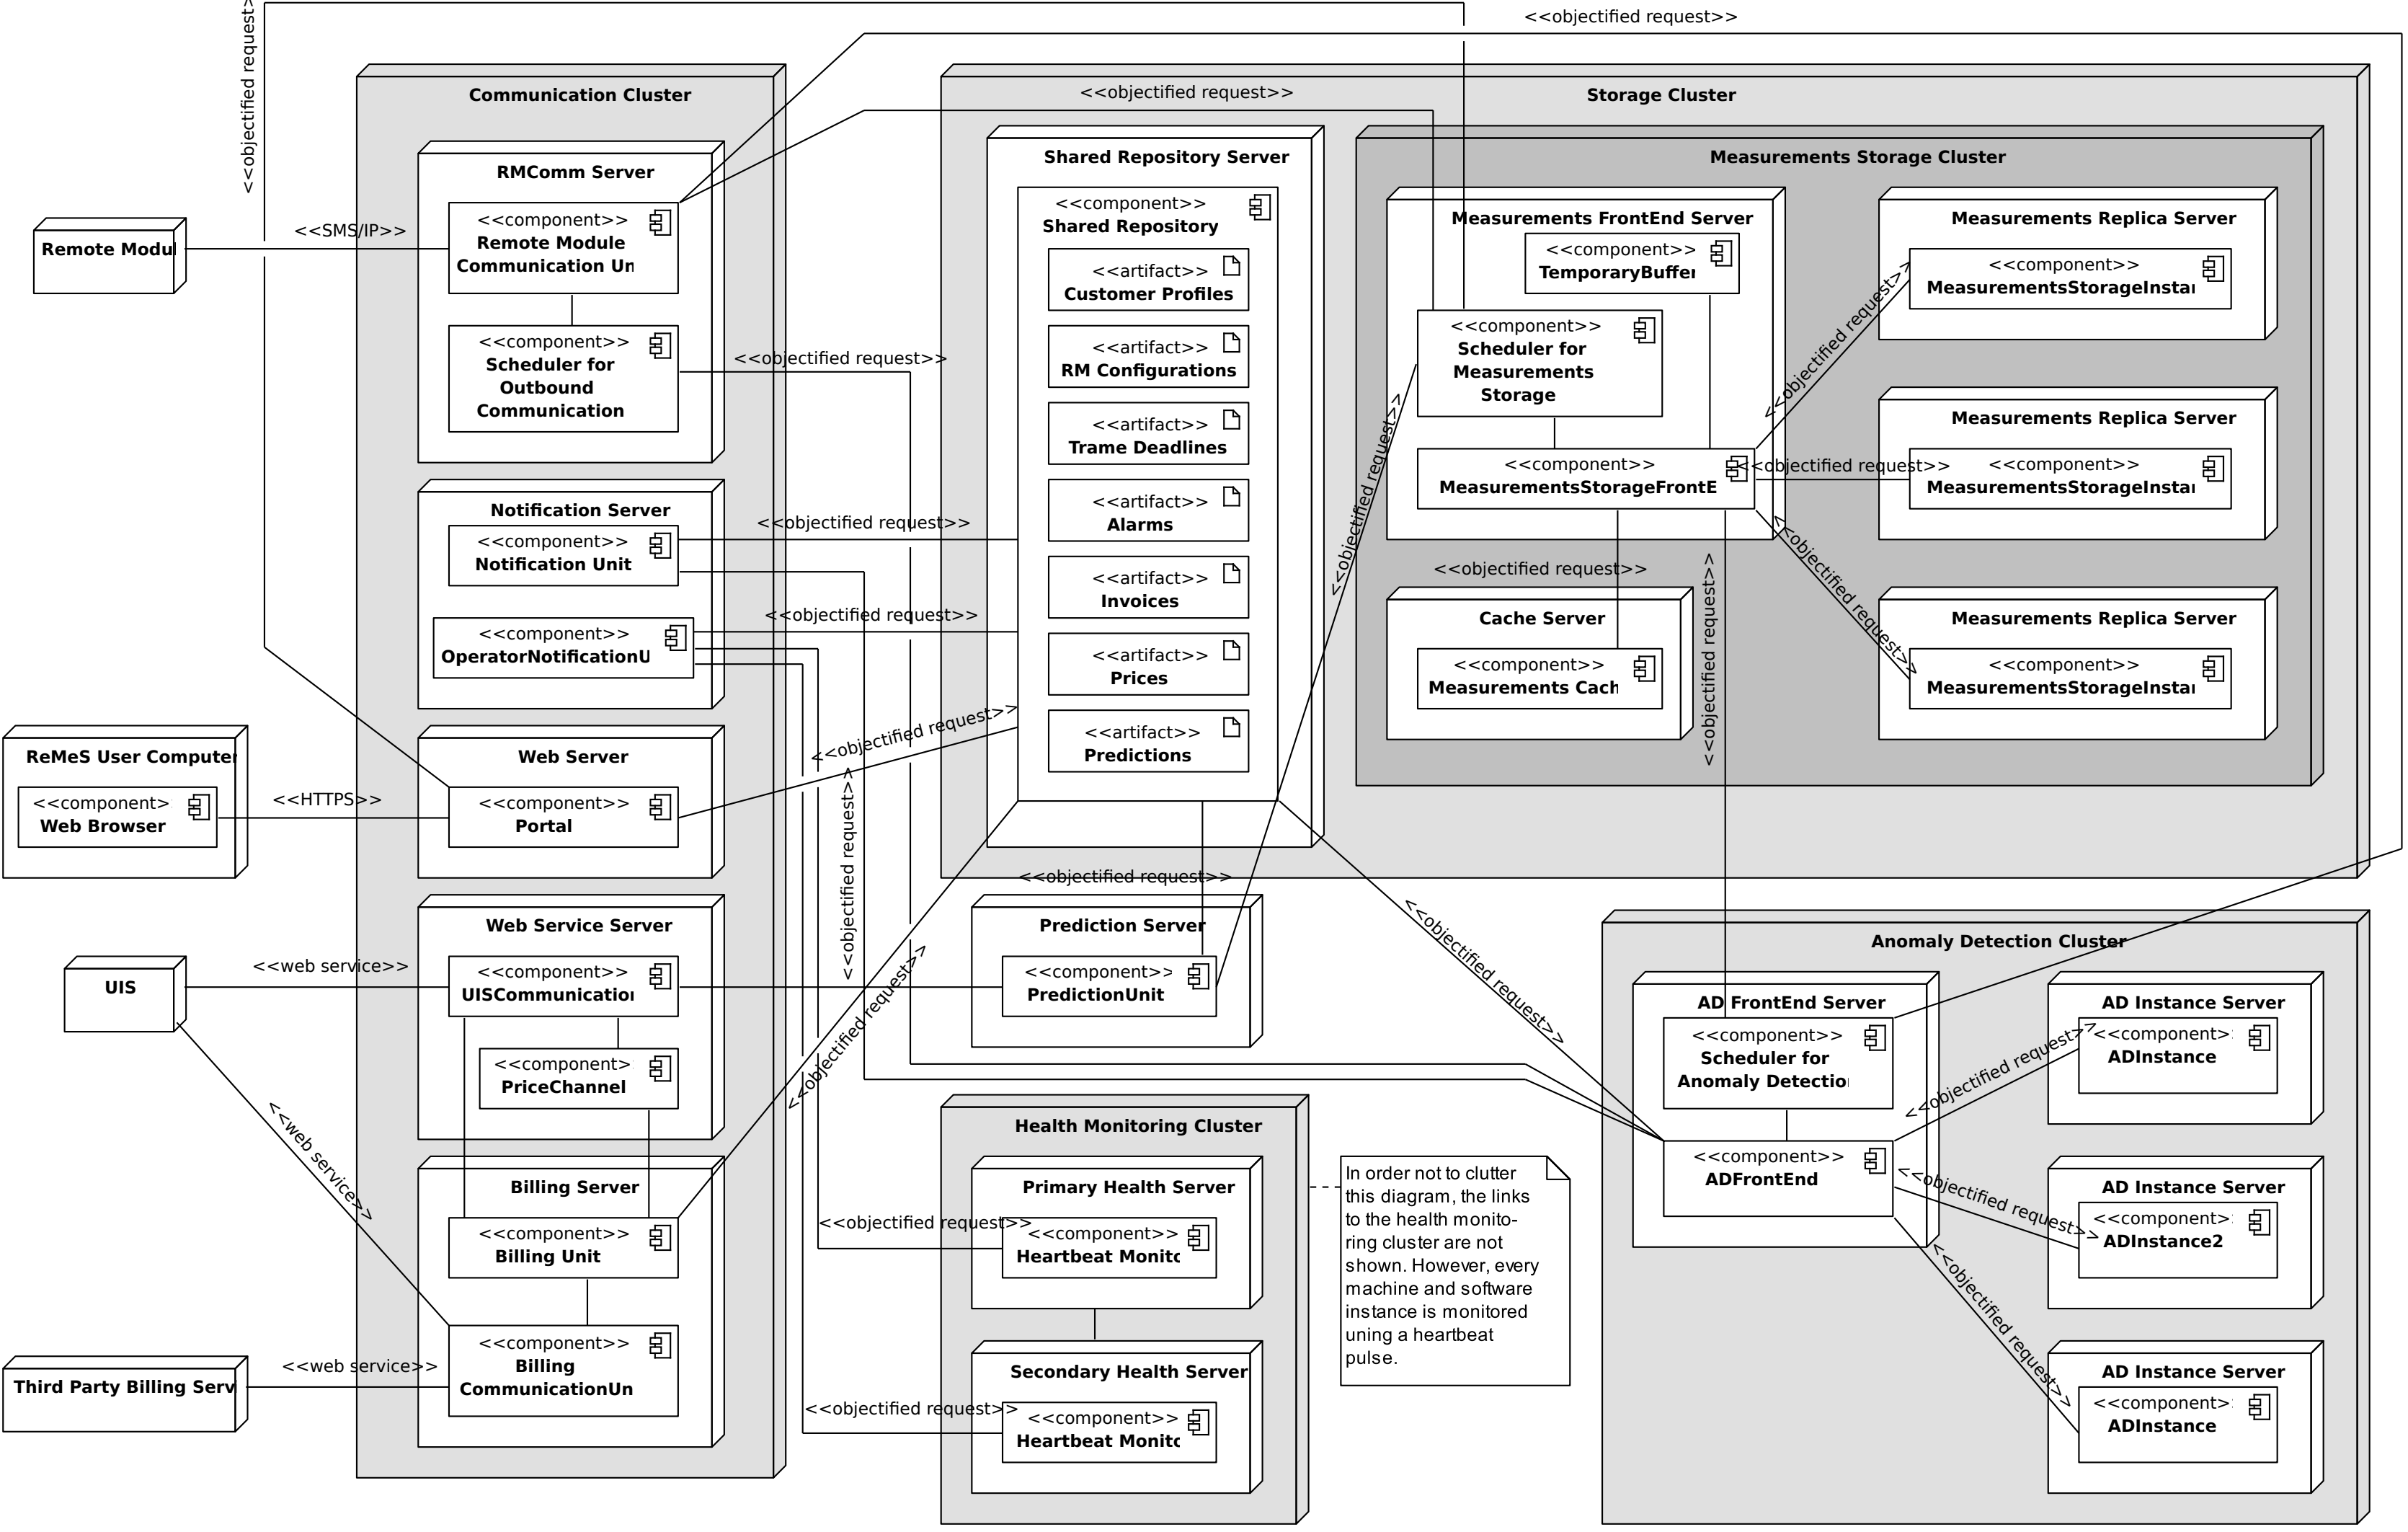 <<objectified request>>
<<objectified request>>
Communication Cluster
RMComm Server
<<component>>
Remote Module
Communication Un
<<component>>
Scheduler for
Outbound
Communication
Notification Server
<<component>>
Notification Unit
<<component>>
OperatorNotificationU
Web Server
<<component>>
Portal
Web Service Server
<<component>>
UISCommunication
<<component>
PriceChannel
Billing Server
<<component>>
Billing Unit
<<component>>
Billing
CommunicationUn
Remote Modul
<<SMS/IP>>
ReMeS User Computer
<<component>
Web Browser
<<HTTPS>>
UIS
<<web service>>
<<web service>>
Third Party Billing Serv
<<web service>>
<<objectified request>>
<<objectified request>>
<<objectified request>>
<<objectified request>>
<<objectified request>>
<<objectified request>>
<<objectified request>>
Storage Cluster
<<objectified request>>
Shared Repository Server
<<component>>
Shared Repository
<<artifact>>
Customer Profiles
<<artifact>>
RM Configurations
<<artifact>>
Trame Deadlines
<<artifact>>
Alarms
<<artifact>>
Invoices
<<artifact>>
Prices
<<artifact>>
Predictions
Measurements Storage Cluster
Measurements FrontEnd Server
<<component>>
TemporaryBuffer
<<component>>
Scheduler for
Measurements
Storage
<<component>>
MeasurementsStorageFrontE
<<objectified request>>
<<objectified request>>
Cache Server
<<component>>
Measurements Cach
<<objectified request>>
<<objectified request>>
<<objectified request>>
<<objectified request>>
Measurements Replica Server
<<component>>
MeasurementsStorageInstar
Measurements Replica Server
<<component>>
MeasurementsStorageInstar
Measurements Replica Server
<<component>>
MeasurementsStorageInstar
<<objectified request>>
Prediction Server
<<component>>
PredictionUnit
<<objectified request>>
Health Monitoring Cluster
Primary Health Server
<<objectified request>>
<<component>>
Heartbeat Monito
Secondary Health Server
<<objectified request>>
<<component>>
Heartbeat Monito
In order not to clutter
this diagram, the links
to the health monito-
ring cluster are not
shown. However, every
machine and software
instance is monitored
uning a heartbeat
pulse.
Anomaly Detection Cluster
AD FrontEnd Server
<<component>>
Scheduler for
Anomaly Detection
<<component>>
ADFrontEnd
<<objectified request>>
<<objectified request>>
<<objectified request>>
AD Instance Server
<<component>
ADInstance
AD Instance Server
<<component>
ADInstance2
AD Instance Server
<<component>
ADInstance